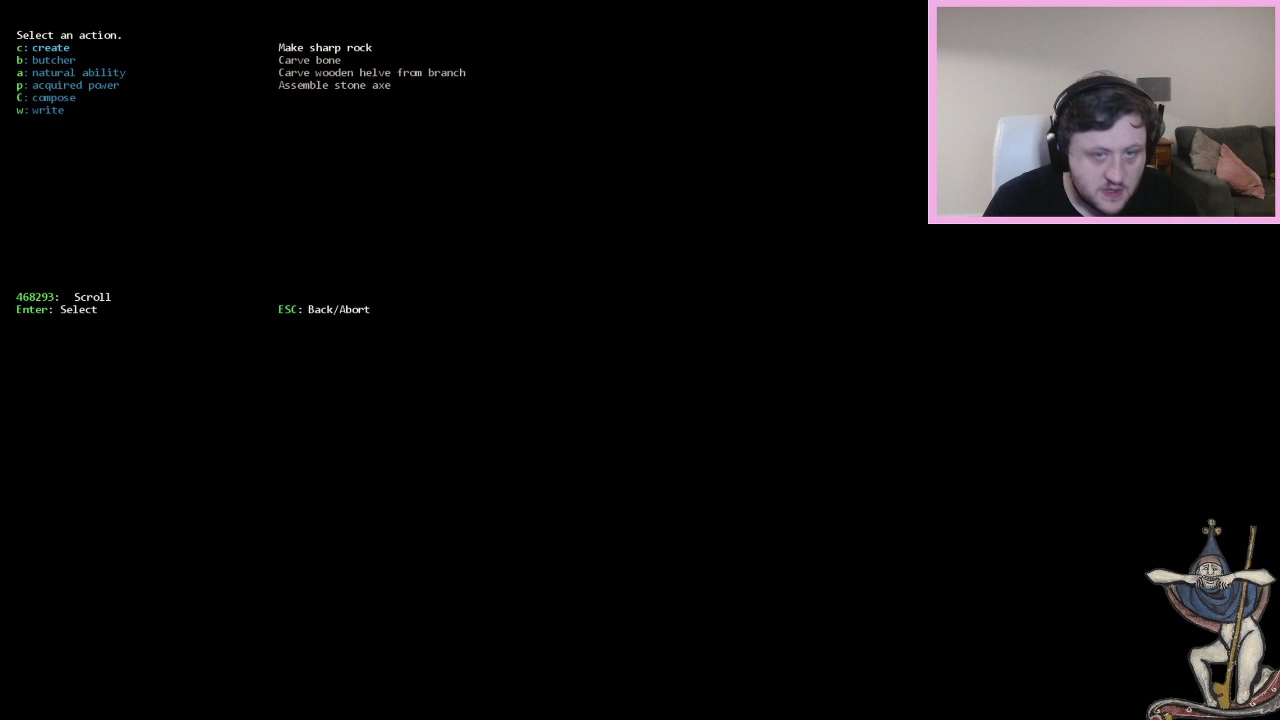 Select an action.
c: create
b: butcher
a: natural ability
p: acquired power
C: compose
w: write
Make sharp rock
Carve bone
Carve wooden helve from branch
Assemble stone axe
468293: Scroll
Enter: Select
ESC: Back/Abort